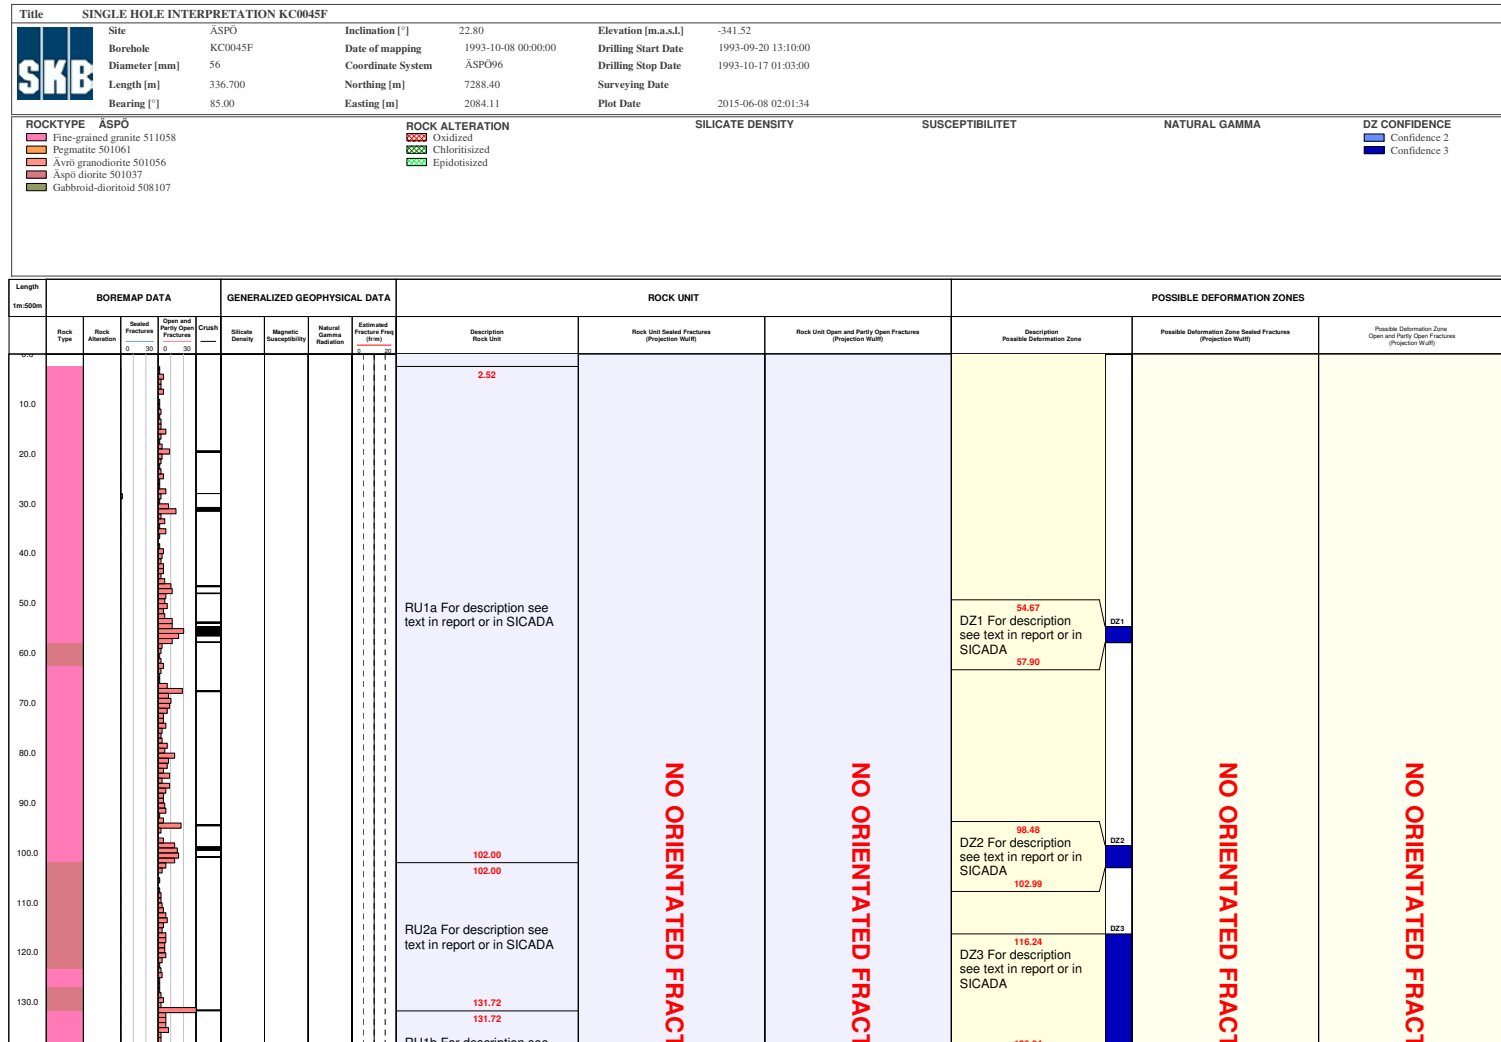 Title SINGLE HOLE INTERPRETATION KC0045F
SKB
Site ÄSPÖ Inclination [°] 22.80 Elevation [m.a.s.l.] -341.52
Borehole KC0045F Date of mapping 1993-10-08 00:00:00 Drilling Start Date 1993-09-20 13:10:00
Diameter [mm] 56 Coordinate System ÄSPÖ96 Drilling Stop Date 1993-10-17 01:03:00
Length [m] 336.700 Northing [m] 7288.40 Surveying Date
Bearing [°] 85.00 Easting [m] 2084.11 Plot Date 2015-06-08 02:01:34
ROCKTYPE ÄSPÖ
Fine-grained granite 511058
Pegmatite 501061
Ävrö granodiorite 501056
Äspö diorite 501037
Gabbroid-dioritoid 508107
ROCK ALTERATION
Oxidized
Chloritisized
Epidotisized
SILICATE DENSITY
SUSCEPTIBILITET
NATURAL GAMMA
DZ CONFIDENCE
Confidence 2
Confidence 3
Length
1m:500m
BOREMAP DATA
GENERALIZED GEOPHYSICAL DATA
ROCK UNIT
POSSIBLE DEFORMATION ZONES
Rock
Type
Rock
Alteration
Sealed
Fractures
0 30
Open and
Partly Open
Fractures
0 30
Crush
Silicate
Density
Magnetic
Susceptibility
Natural
Gamma
Radiation
Estimated
Fracture Freq
(fr/m)
0 20
Description
Rock Unit
Rock Unit Sealed Fractures
(Projection Wulff)
Rock Unit Open and Partly Open Fractures
(Projection Wulff)
Description
Possible Deformation Zone
Possible Deformation Zone Sealed Fractures
(Projection Wulff)
Possible Deformation Zone
Open and Partly Open Fractures
(Projection Wulff)
0.0
10.0
20.0
30.0
40.0
50.0
60.0
70.0
80.0
90.0
100.0
110.0
120.0
130.0
2.52
RU1a For description see
text in report or in SICADA
102.00
102.00
RU2a For description see
text in report or in SICADA
131.72
131.72
RU1b For description see
NO ORIENTATED FRACT
NO ORIENTATED FRACT
54.67
DZ1 For description
see text in report or in
SICADA
57.90
DZ1
98.48
DZ2 For description
see text in report or in
SICADA
102.99
DZ2
DZ3
116.24
DZ3 For description
see text in report or in
SICADA
NO ORIENTATED FRACT
NO ORIENTATED FRACT